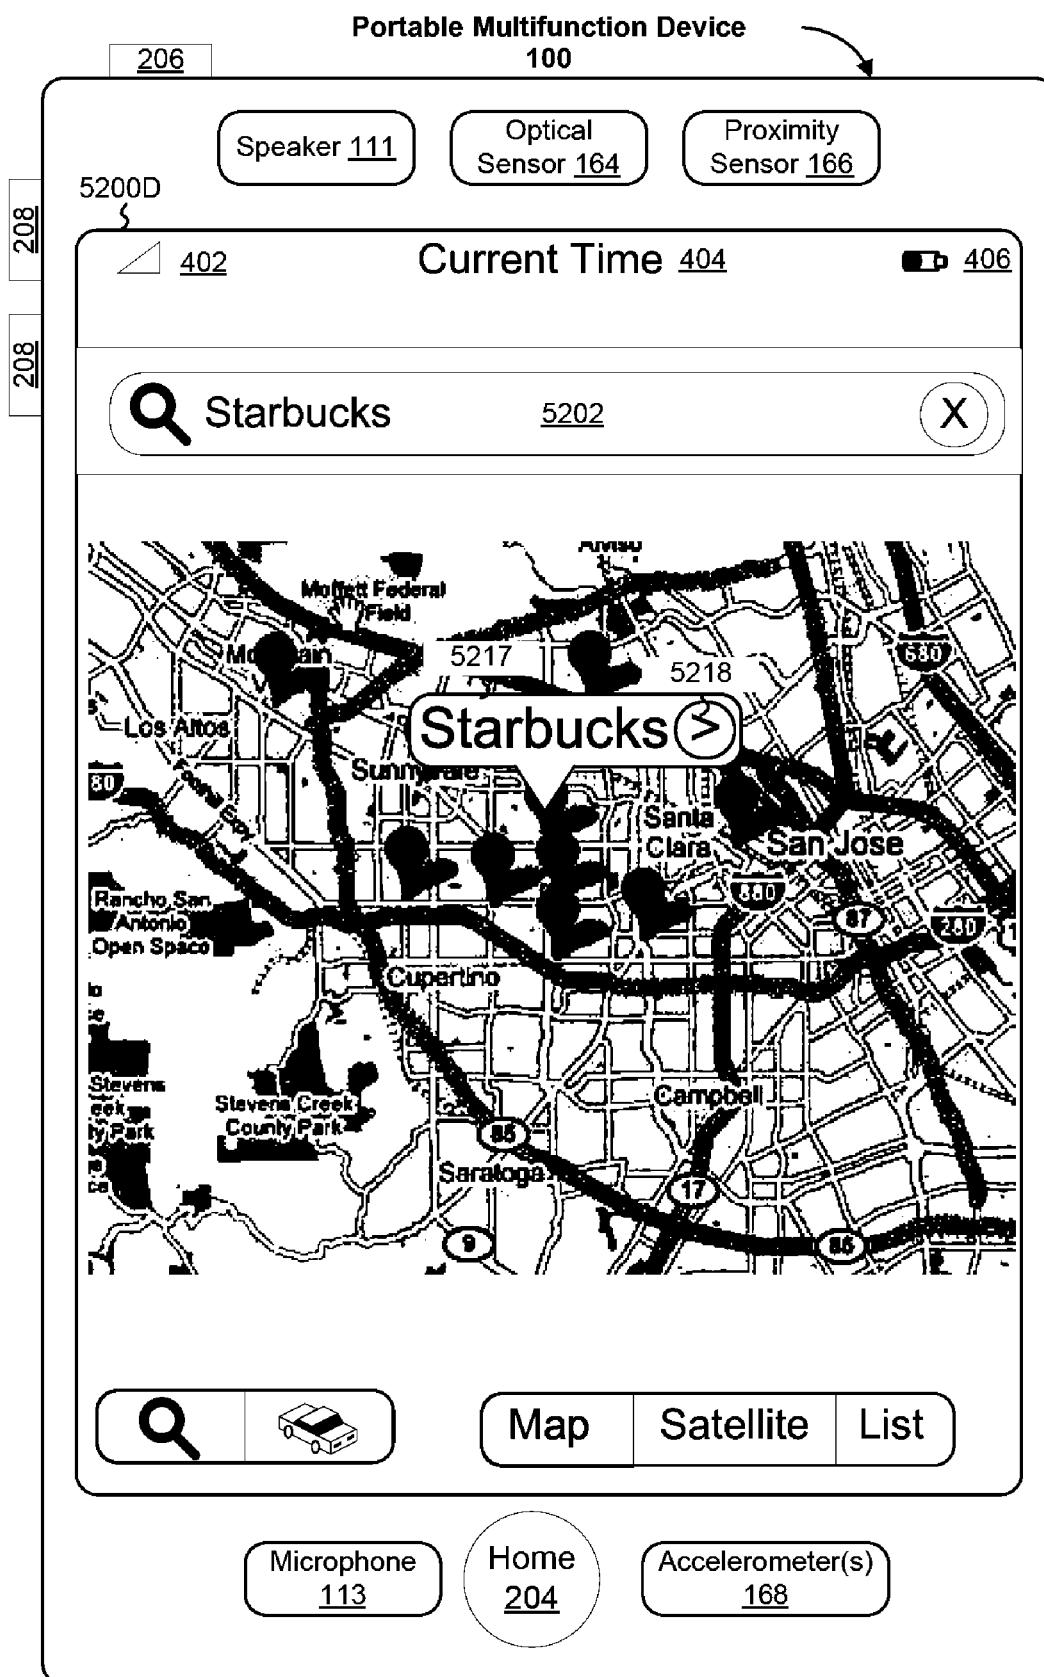 Portable Multifunction Device
100
206
Speaker 111
Optical
Sensor 164
Proximity
Sensor 166
5200D
208
208
402
Current Time 404
406
Starbucks
5202
X
Moffett Federal
Field
5217
5218
680
Los Altos
Starbucks
>
80
Santa
Clara
San Jose
880
87
280
Rancho San
Antonio
Open Space
Cupertino
Stevens
Stevens Creek
County Park
Campbell
85
Saratoga
17
9
85
Map
Satellite
List
Microphone
113
Home
204
Accelerometer(s)
168